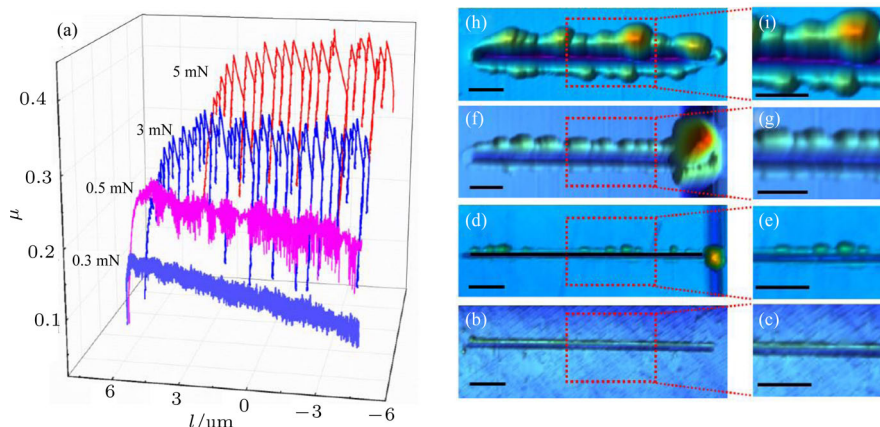 (a)
5 mN
3 mN
0.5 mN
0.3 mN
0.4
0.3
0.2
0.1
μ
6
3
0
−3
−6
l/um
(h)
(i)
(f)
(g)
(d)
(e)
(b)
(c)